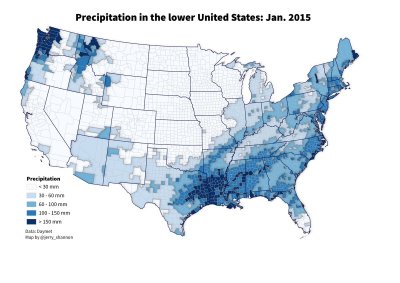 Precipitation in the lower United States: Jan. 2015
Precipitation
< 30 mm
30 - 60 mm
60 - 100 mm
100 - 150 mm
> 150 mm
Data: Daymet
Map by @jerry_shannon